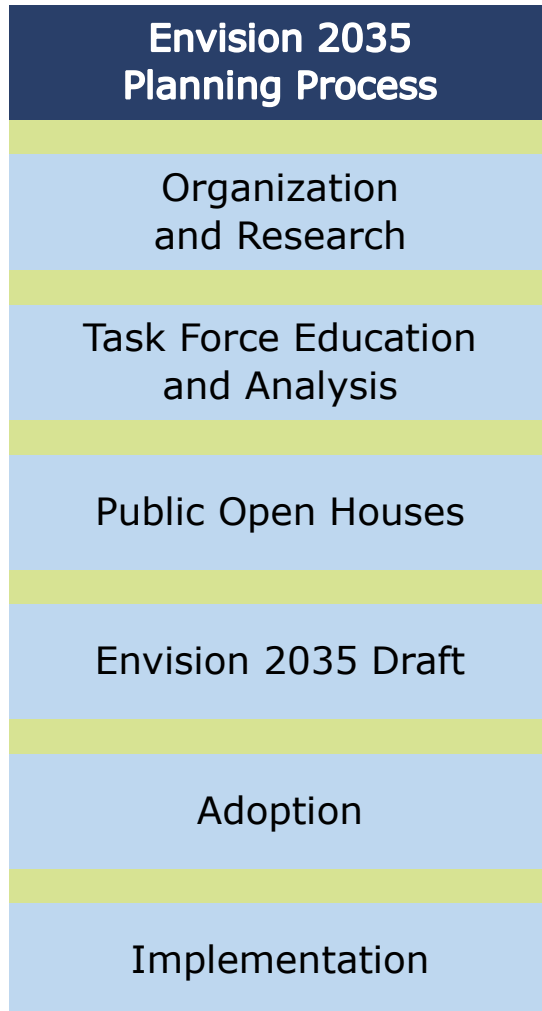 Envision 2035
Planning Process
Organization
and Research
Task Force Education
and Analysis
Public Open Houses
Envision 2035 Draft
Adoption
Implementation